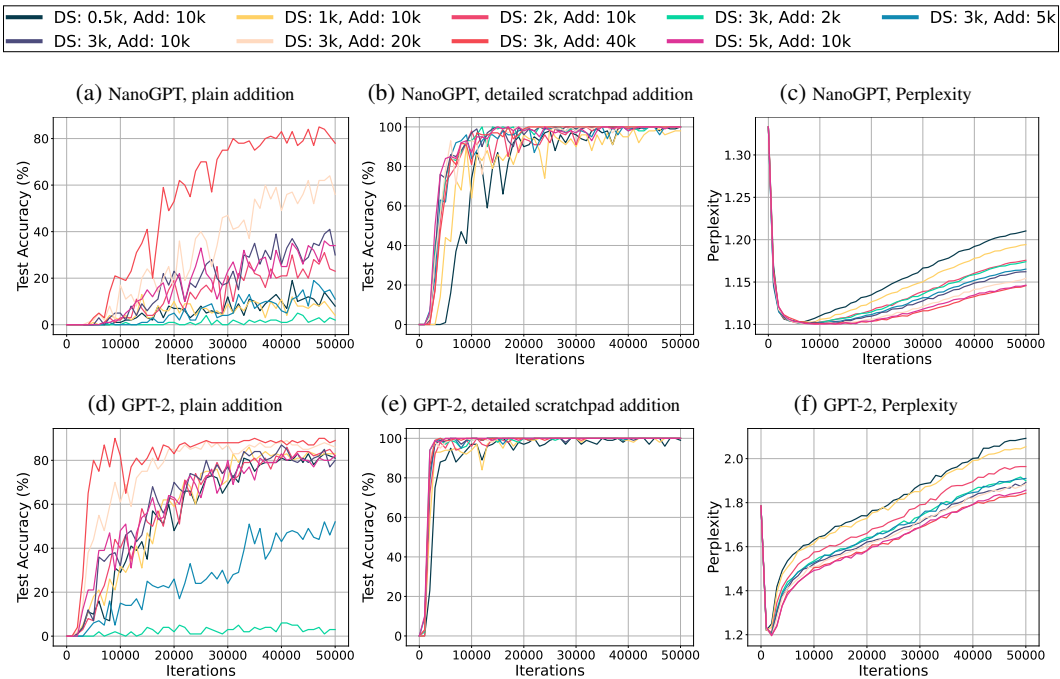 DS: 0.5k, Add: 10k DS: 1k, Add: 10k DS: 2k, Add: 10k DS: 3k, Add: 2k DS: 3k, Add: 5k
DS: 3k, Add: 10k DS: 3k, Add: 20k DS: 3k, Add: 40k DS: 5k, Add: 10k
(a) NanoGPT, plain addition
Test Accuracy (%)
80
60
40
20
0
0 10000 20000 30000 40000 50000
Iterations
(b) NanoGPT, detailed scratchpad addition
Test Accuracy (%)
100
80
60
40
20
0
0 10000 20000 30000 40000 50000
Iterations
(c) NanoGPT, Perplexity
Perplexity
1.30
1.25
1.20
1.15
1.10
0 10000 20000 30000 40000 50000
Iterations
(d) GPT-2, plain addition
Test Accuracy (%)
80
60
40
20
0
0 10000 20000 30000 40000 50000
Iterations
(e) GPT-2, detailed scratchpad addition
Test Accuracy (%)
100
80
60
40
20
0
0 10000 20000 30000 40000 50000
Iterations
(f) GPT-2, Perplexity
Perplexity
2.0
1.8
1.6
1.4
1.2
0 10000 20000 30000 40000 50000
Iterations